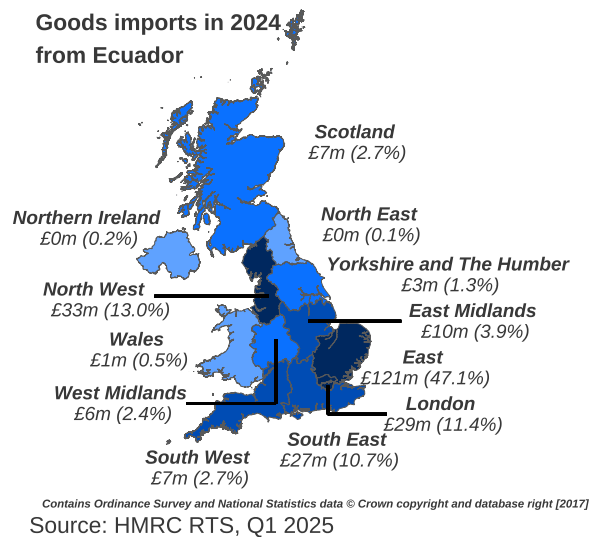 Goods imports in 2024
from Ecuador
Scotland
£7m (2.7%)
Northern Ireland
£0m (0.2%)
North East
£0m (0.1%)
Yorkshire and The Humber
£3m (1.3%)
North West
£33m (13.0%)
East Midlands
£10m (3.9%)
Wales
£1m (0.5%)
East
£121m (47.1%)
West Midlands
£6m (2.4%)
London
£29m (11.4%)
South East
£27m (10.7%)
South West
£7m (2.7%)
Contains Ordinance Survey and National Statistics data © Crown copyright and database right [2017]
Source: HMRC RTS, Q1 2025